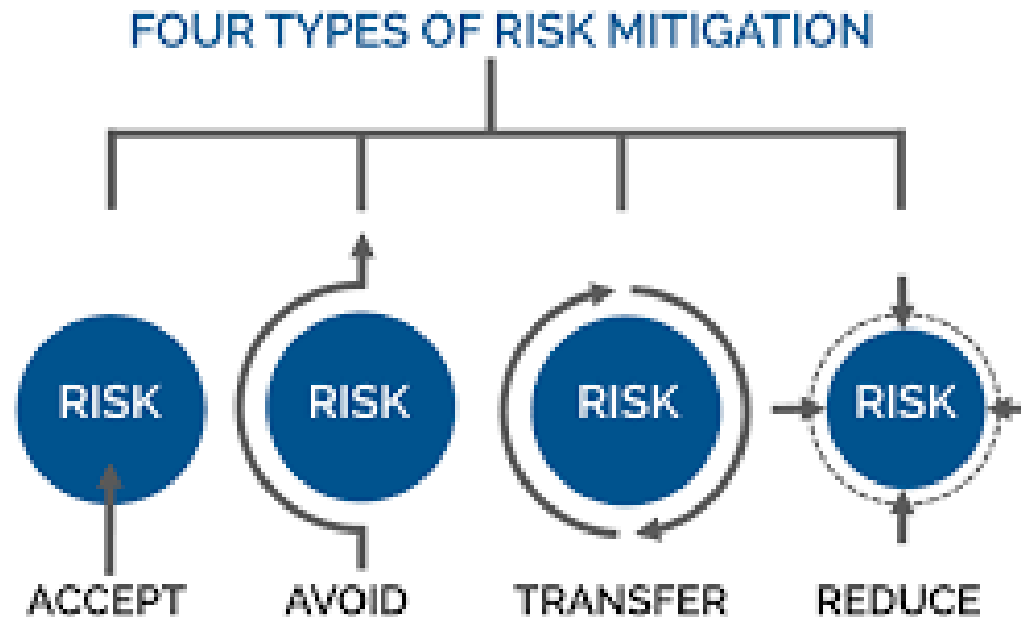 FOUR TYPES OF RISK MITIGATION
RISK
RISK
RISK
RISK
ACCEPT
AVOID
TRANSFER
REDUCE